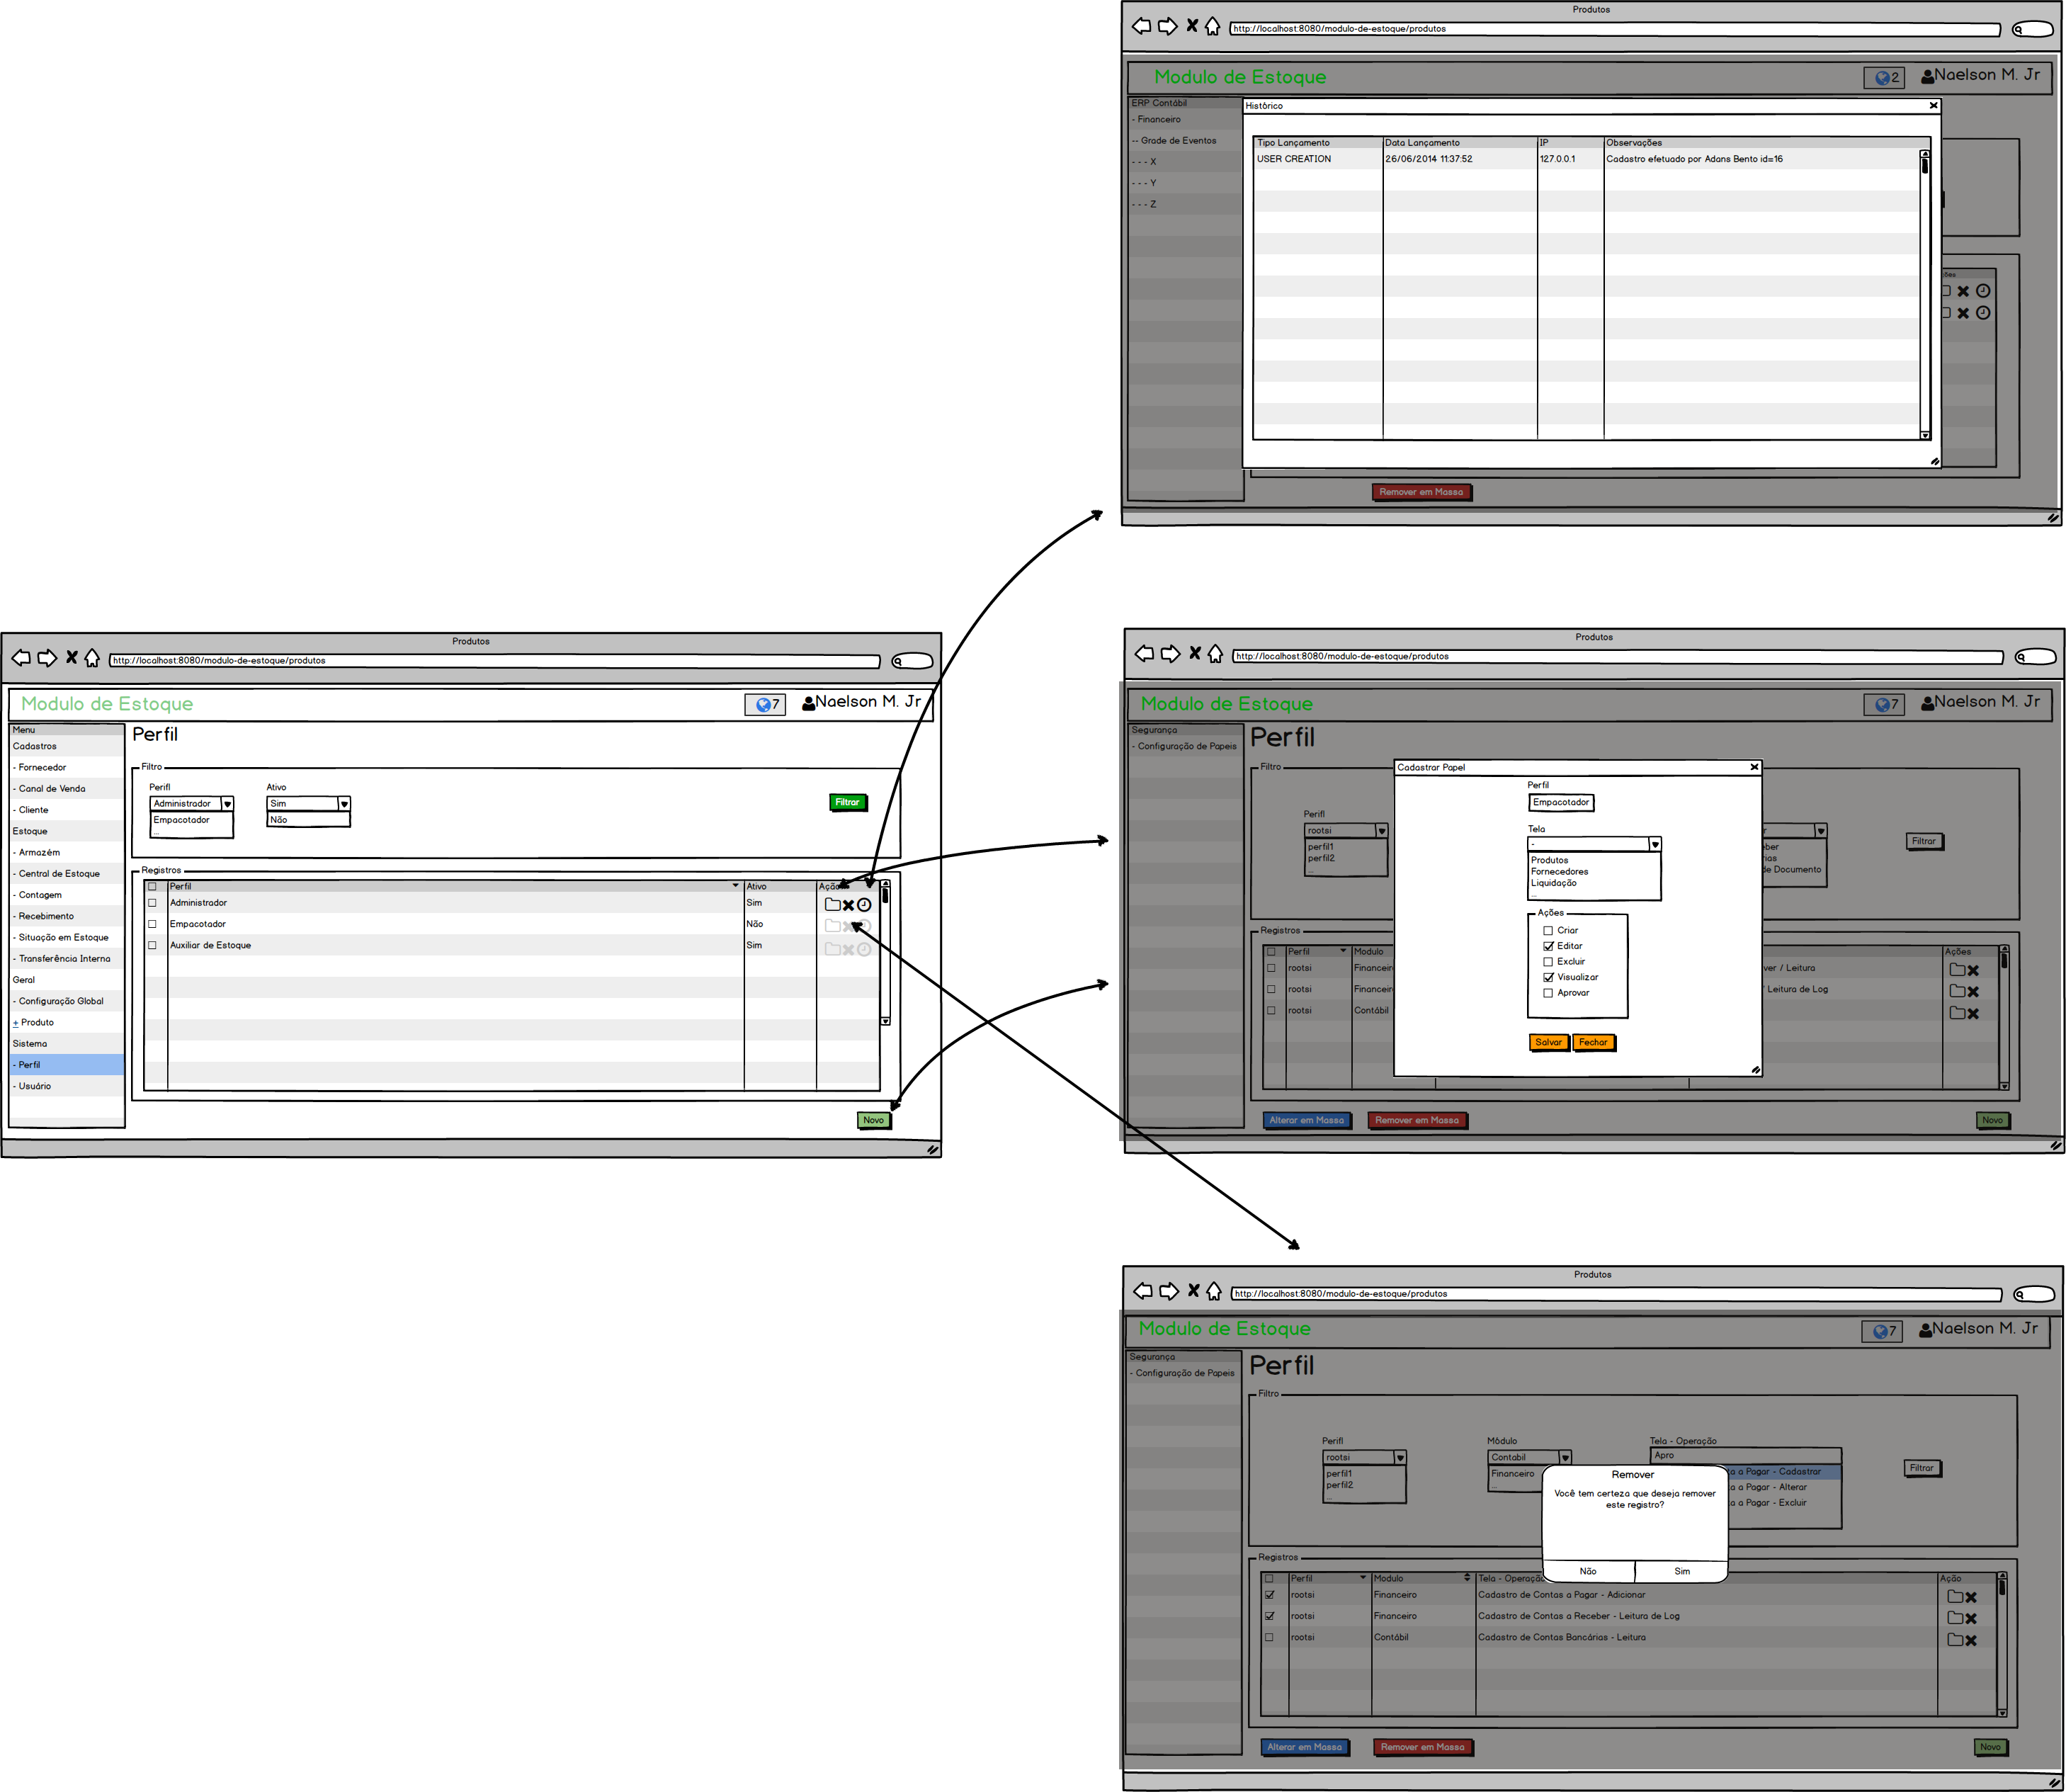 Produtos
http://localhost:8080/modulo-de-estoque/produtos
Modulo de Estoque
2
Naelson M. Jr
ERP Contábil
- Financeiro
-- Grade de Eventos
- - - X
- - - Y
- - - Z
Histórico
Tipo Lançamento Data Lançamento IP Observações
USER CREATION 26/06/2014 11:37:52 127.0.0.1 Cadastro efetuado por Adans Bento id=16
ões
Remover em Massa
Produtos
http://localhost:8080/modulo-de-estoque/produtos
Modulo de Estoque
7
Naelson M. Jr
Menu
Cadastros
- Fornecedor
- Canal de Venda
- Cliente
Estoque
- Armazém
- Central de Estoque
- Contagem
- Recebimento
- Situação em Estoque
- Transferência Interna
Geral
- Configuração Global
+ Produto
Sistema
- Perfil
- Usuário
Perfil
Filtro
Perifl Ativo
Administrador Sim
Empacotador Não
...
Filtrar
Registros
Perfil Ativo Ação
Administrador Sim
Empacotador Não
Auxiliar de Estoque Sim
Novo
Produtos
http://localhost:8080/modulo-de-estoque/produtos
Modulo de Estoque
7
Naelson M. Jr
Segurança
- Configuração de Papeis
Perfil
Filtro
Perifl
rootsi
perfil1
perfil2
...
r
ber
rias
de Documento
Filtrar
Registros
Perfil Modulo Ações
rootsi Financeir ver / Leitura
rootsi Financeir / Leitura de Log
rootsi Contábil
Cadastrar Papel
Perfil
Empacotador
Tela
-
Produtos
Fornecedores
Liquidação
...
Ações
Criar
Editar
Excluir
Visualizar
Aprovar
Salvar Fechar
Alterar em Massa Remover em Massa Novo
Produtos
http://localhost:8080/modulo-de-estoque/produtos
Modulo de Estoque
7
Naelson M. Jr
Segurança
- Configuração de Papeis
Perfil
Filtro
Perifl Módulo Tela - Operação
rootsi Contabil Apro
perfil1 Financeiro a a Pagar - Cadastrar
perfil2 ... a a Pagar - Alterar
... a a Pagar - Excluir
Filtrar
Remover
Você tem certeza que deseja remover
este registro?
Não Sim
Registros
Perfil Modulo Tela - Operaçã Ação
rootsi Financeiro Cadastro de Contas a Pagar - Adicionar
rootsi Financeiro Cadastro de Contas a Receber - Leitura de Log
rootsi Contábil Cadastro de Contas Bancárias - Leitura
Alterar em Massa Remover em Massa Novo